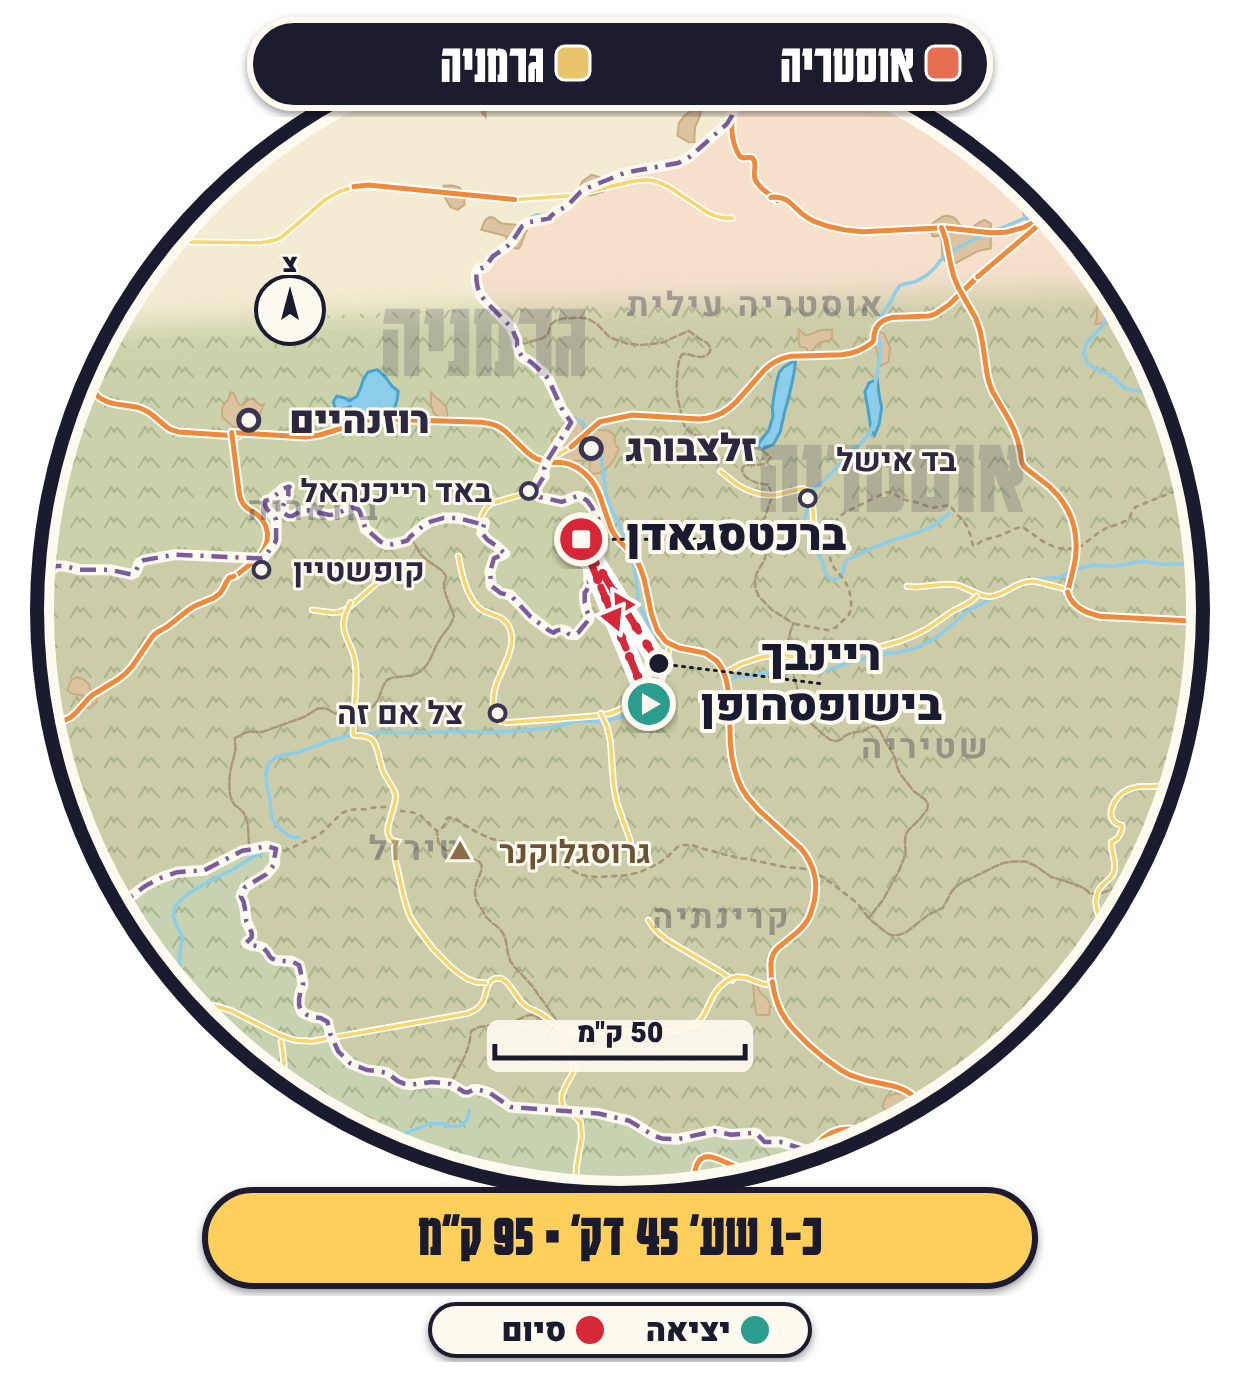 אוסטריה
גרמניה
צ
אוסטריה עילית
גרמניה
רוזנהיים
זלצבורג
אוסטריה
בד אישל
באד רייכנהאל
בוואריה
ברכטסגאדן
קופשטיין
ריינבך
בישופסהופן
צל אם זה
שטיריה
טירול
גרוסגלוקנר
קרינתיה
50 ק"מ
כ-1 שע׳ 45 דק׳ ▪ 95 ק״מ
יציאה
סיום